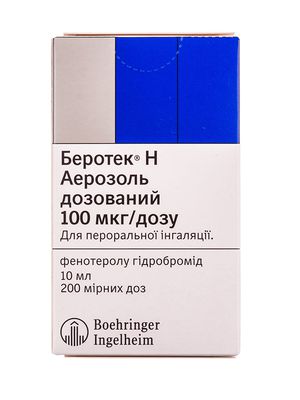 Беротек® Н
Аерозоль
дозований
100 мкг/дозу
Для пероральної інгаляції.
фенотеролу гідробромід
10 мл
200 мірних доз
Boehringer
Ingelheim